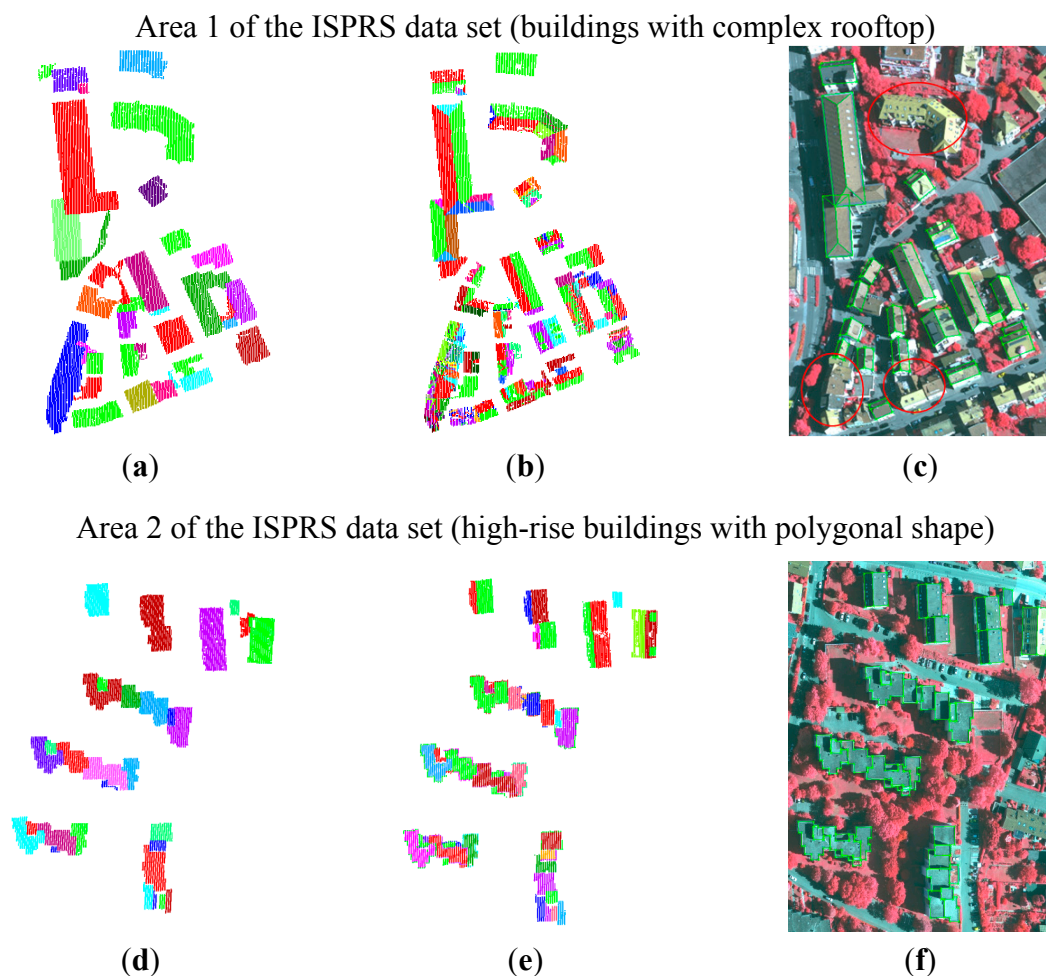 Area 1 of the ISPRS data set (buildings with complex rooftop)
(a) (b) (c)
Area 2 of the ISPRS data set (high-rise buildings with polygonal shape)
(d) (e) (f)